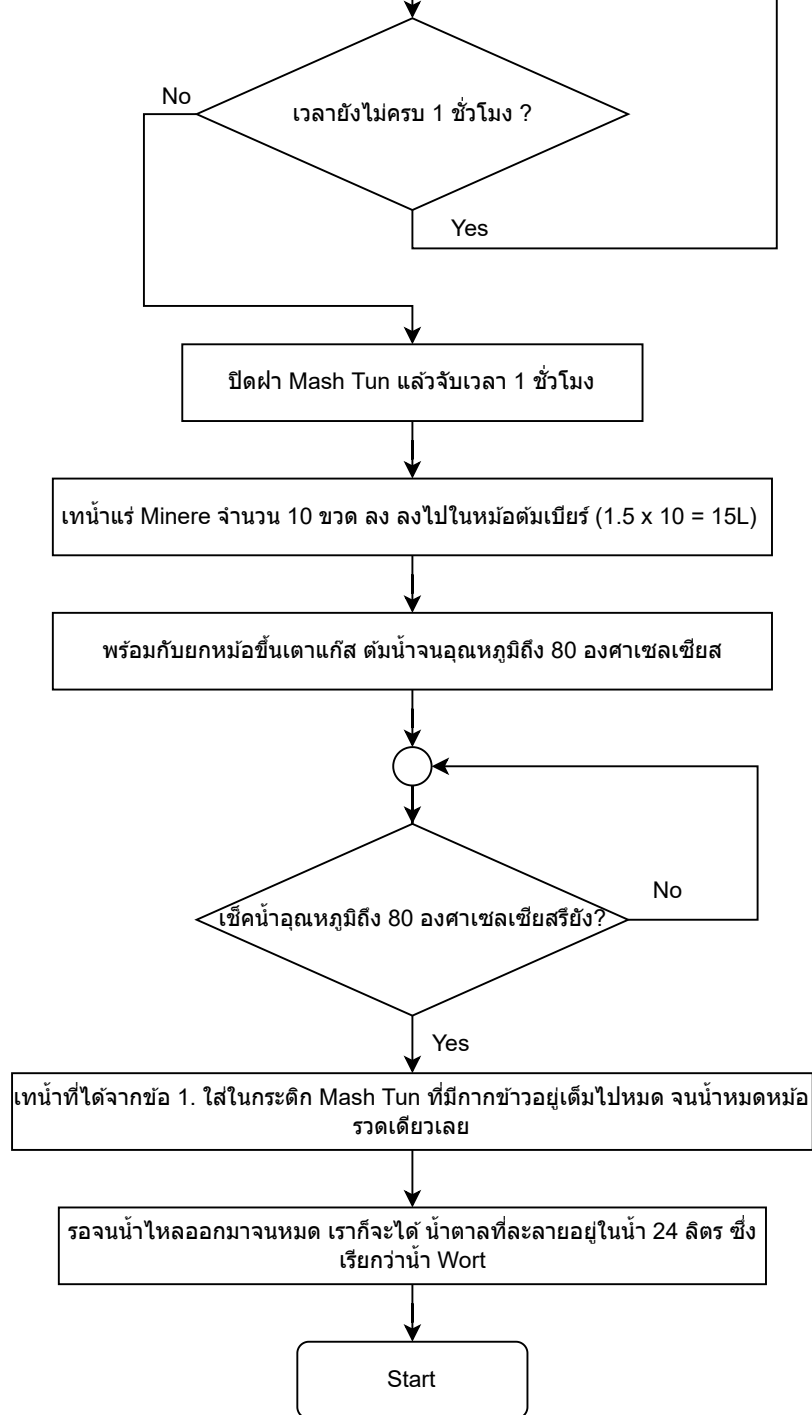 No
เวลายังไม่ครบ 1 ชั่วโมง ?
Yes
ปิดฝา Mash Tun แล้วจับเวลา 1 ชั่วโมง
เทน้ำแร่ Minere จำนวน 10 ขวด ลง ลงไปในหม้อต้มเบียร์ (1.5 x 10 = 15L)
พร้อมกับยกหม้อขึ้นเตาแก๊ส ต้มน้ำจนอุณหภูมิถึง 80 องศาเซลเซียส
No
เช็คน้ำอุณหภูมิถึง 80 องศาเซลเซียสรึยัง?
Yes
เทน้ำที่ได้จากข้อ 1. ใส่ในกระติก Mash Tun ที่มีกากข้าวอยู่เต็มไปหมด จนน้ำหมดหม้อ
รวดเดียวเลย
รอจนน้ำไหลออกมาจนหมด เราก็จะได้ น้ำตาลที่ละลายอยู่ในน้ำ 24 ลิตร ซึ่ง
เรียกว่าน้ำ Wort
Start